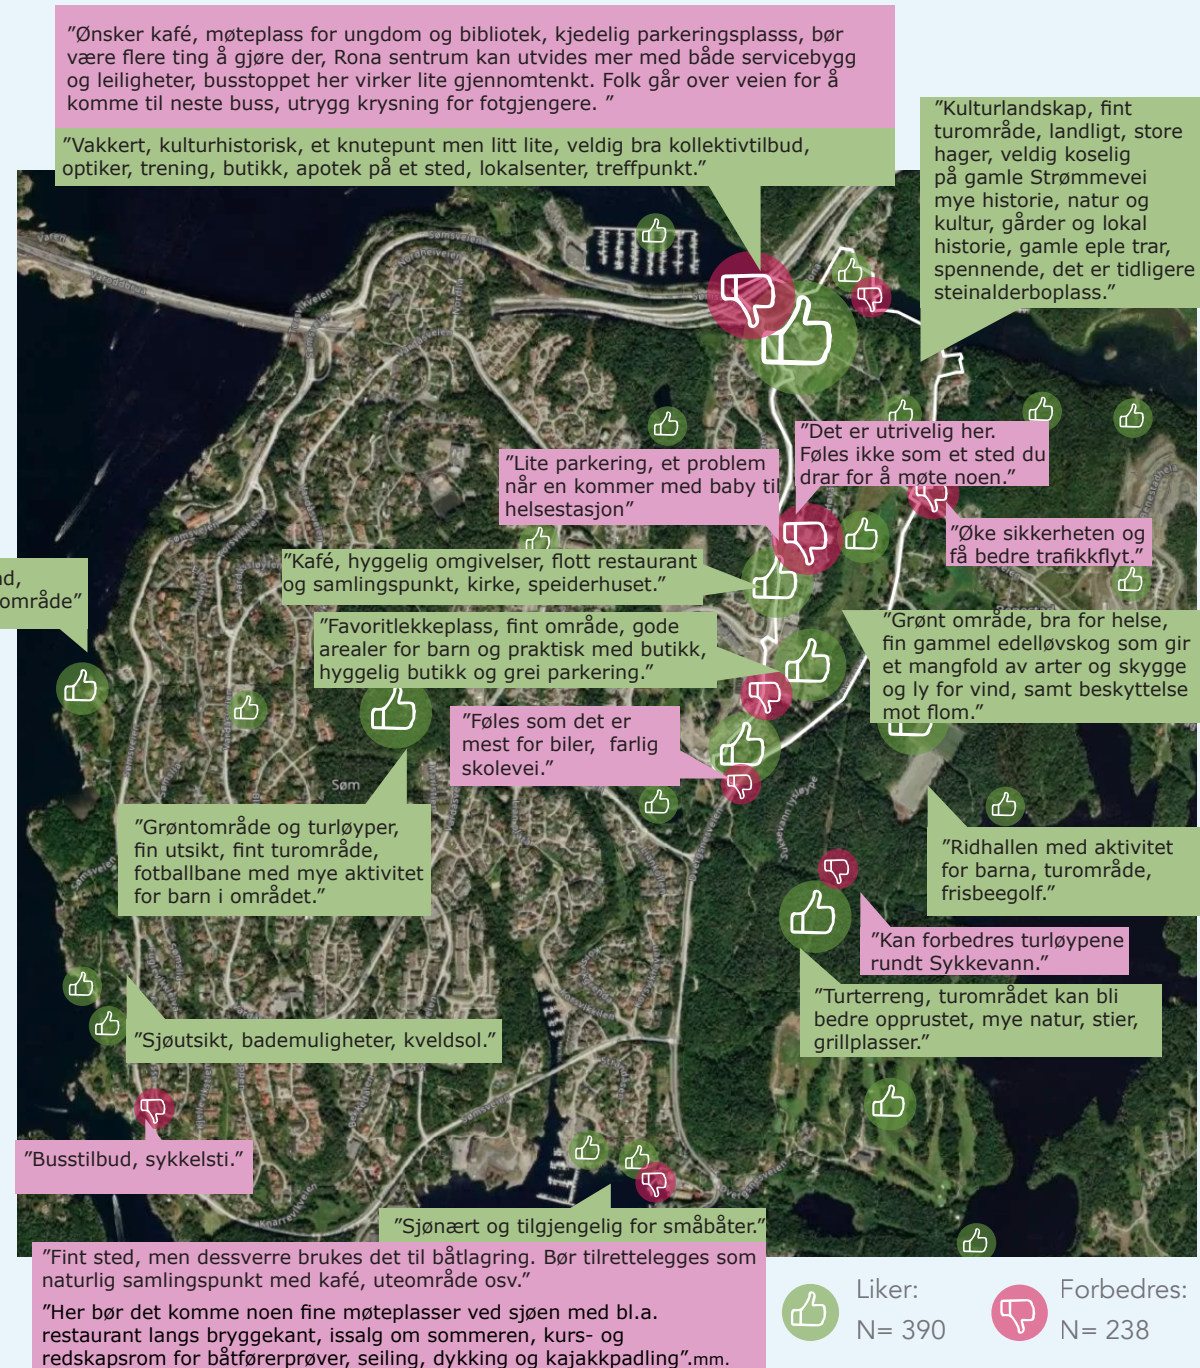 ”Ønsker kafé, møteplass for ungdom og bibliotek, kjedelig parkeringsplasss, bør
være flere ting å gjøre der, Rona sentrum kan utvides mer med både servicebygg
og leiligheter, busstoppet her virker lite gjennomtenkt. Folk går over veien for å
komme til neste buss, utrygg krysning for fotgjengere. ”
”Vakkert, kulturhistorisk, et knutepunt men litt lite, veldig bra kollektivtilbud,
optiker, trening, butikk, apotek på et sted, lokalsenter, treffpunkt.”
”Kulturlandskap, fint
turområde, landligt, store
hager, veldig koselig
på gamle Strømmevei
mye historie, natur og
kultur, gårder og lokal
historie, gamle eple trar,
spennende, det er tidligere
steinalderboplass.”
”Det er utrivelig her.
Føles ikke som et sted du
drar for å møte noen.”
”Lite parkering, et problem
når en kommer med baby til
helsestasjon”
”Øke sikkerheten og
få bedre trafikkflyt.”
”Kafé, hyggelig omgivelser, flott restaurant
og samlingspunkt, kirke, speiderhuset.”
område”
”Favoritlekkeplass, fint område, gode
arealer for barn og praktisk med butikk,
hyggelig butikk og grei parkering.”
”Grønt område, bra for helse,
fin gammel edelløvskog som gir
et mangfold av arter og skygge
og ly for vind, samt beskyttelse
mot flom.”
”Føles som det er
mest for biler, farlig
skolevei.”
Søm
”Grøntområde og turløyper,
fin utsikt, fint turområde,
fotballbane med mye aktivitet
for barn i området.”
”Ridhallen med aktivitet
for barna, turområde,
frisbeegolf.”
”Kan forbedres turløypene
rundt Sykkevann.”
”Turterreng, turområdet kan bli
bedre opprustet, mye natur, stier,
grillplasser.”
”Sjøutsikt, bademuligheter, kveldsol.”
”Busstilbud, sykkelsti.”
”Sjønært og tilgjengelig for småbåter.”
”Fint sted, men dessverre brukes det til båtlagring. Bør tilrettelegges som
naturlig samlingspunkt med kafé, uteområde osv.”
”Her bør det komme noen fine møteplasser ved sjøen med bl.a.
restaurant langs bryggekant, issalg om sommeren, kurs- og
redskapsrom for båtførerprøver, seiling, dykking og kajakkpadling”.mm.
Liker:
N= 390
Forbedres:
N= 238